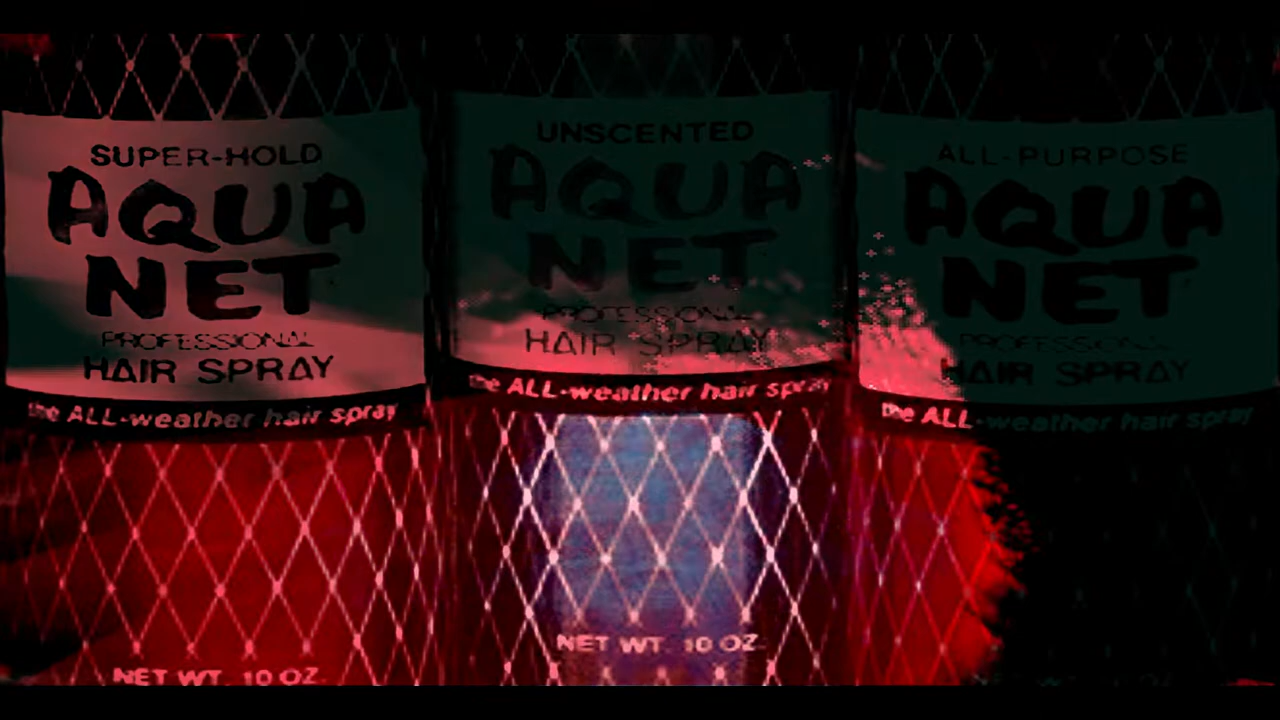 SUPER-HOLD
AQUA
NET
PROFESSIONAL
HAIR SPRAY
the ALL-weather hair spray
NET WT. 10 OZ.
UNSCENTED
AQUA
NET
PROFESSIONAL
HAIR SPRAY
the ALL-weather hair spray
NET WT. 10 OZ.
ALL-PURPOSE
AQUA
NET
PROFESSIONAL
HAIR SPRAY
the ALL-weather hair spray